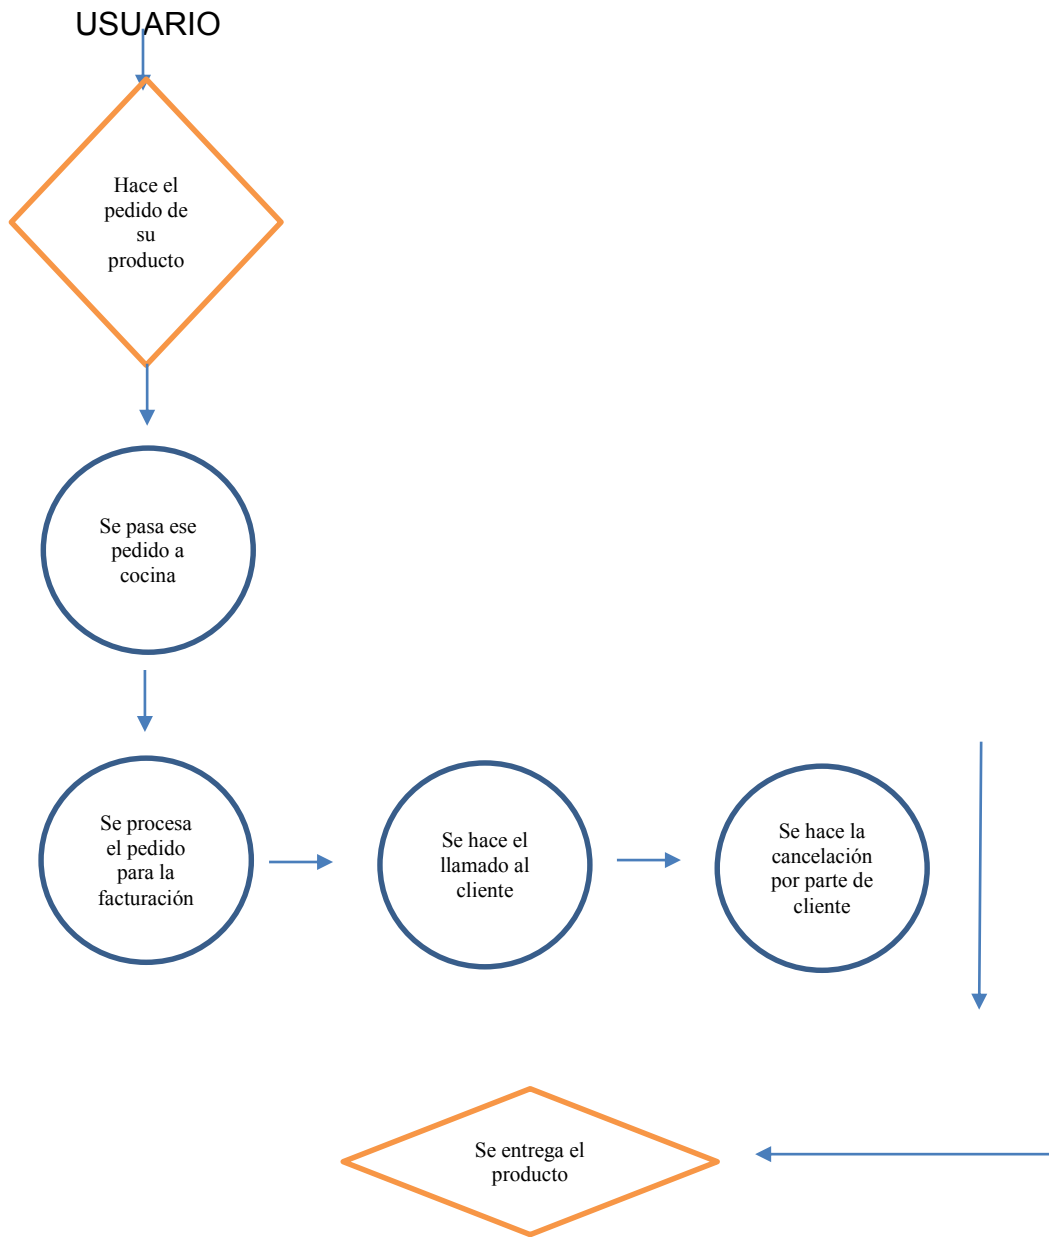 USUARIO
Hace el
pedido de
su
producto
Se pasa ese
pedido a
cocina
Se procesa
el pedido
para la
facturación
Se hace el
llamado al
cliente
Se hace la
cancelación
por parte de
cliente
Se entrega el
producto